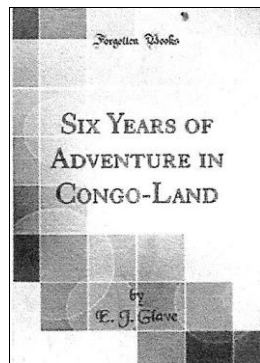 Forgotten Books
SIX YEARS OF
ADVENTURE IN
CONGO-LAND
by
E. J. Glave